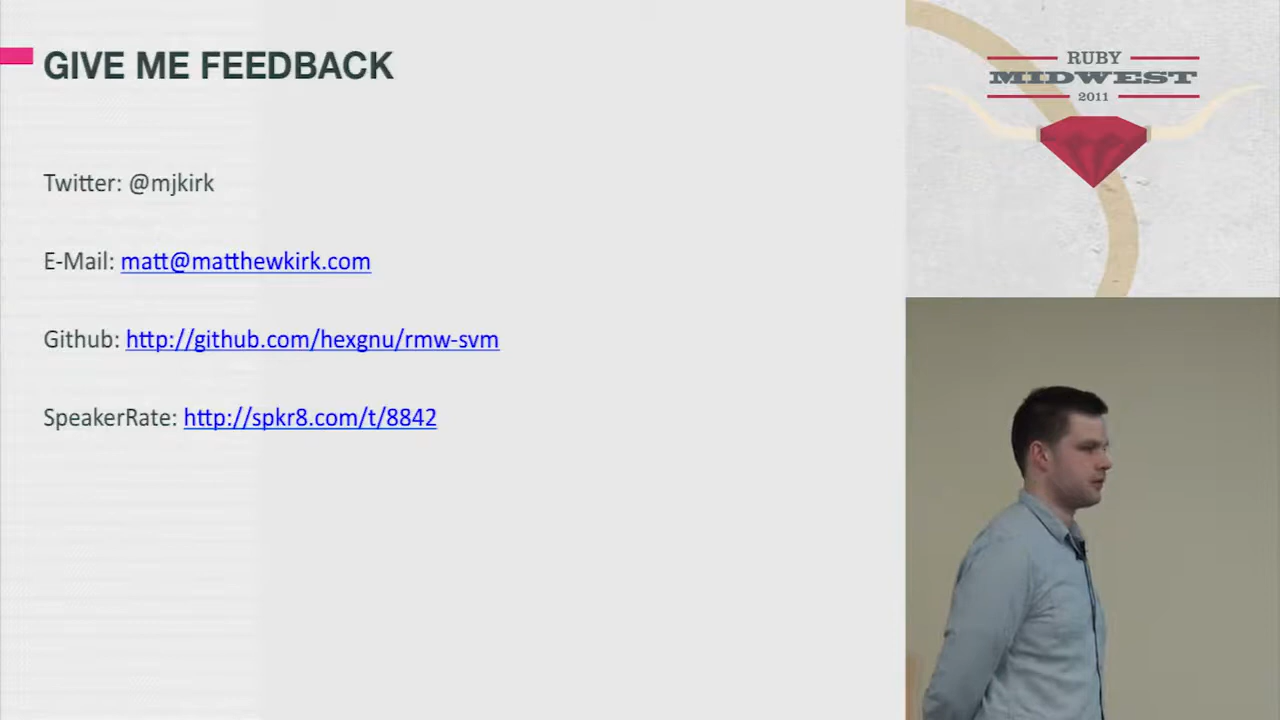 GIVE ME FEEDBACK
Twitter: @mjkirk
E-Mail: matt@matthewkirk.com
Github: http://github.com/hexgnu/rmw-svm
SpeakerRate: http://spkr8.com/t/8842
RUBY
MIDWEST
2011